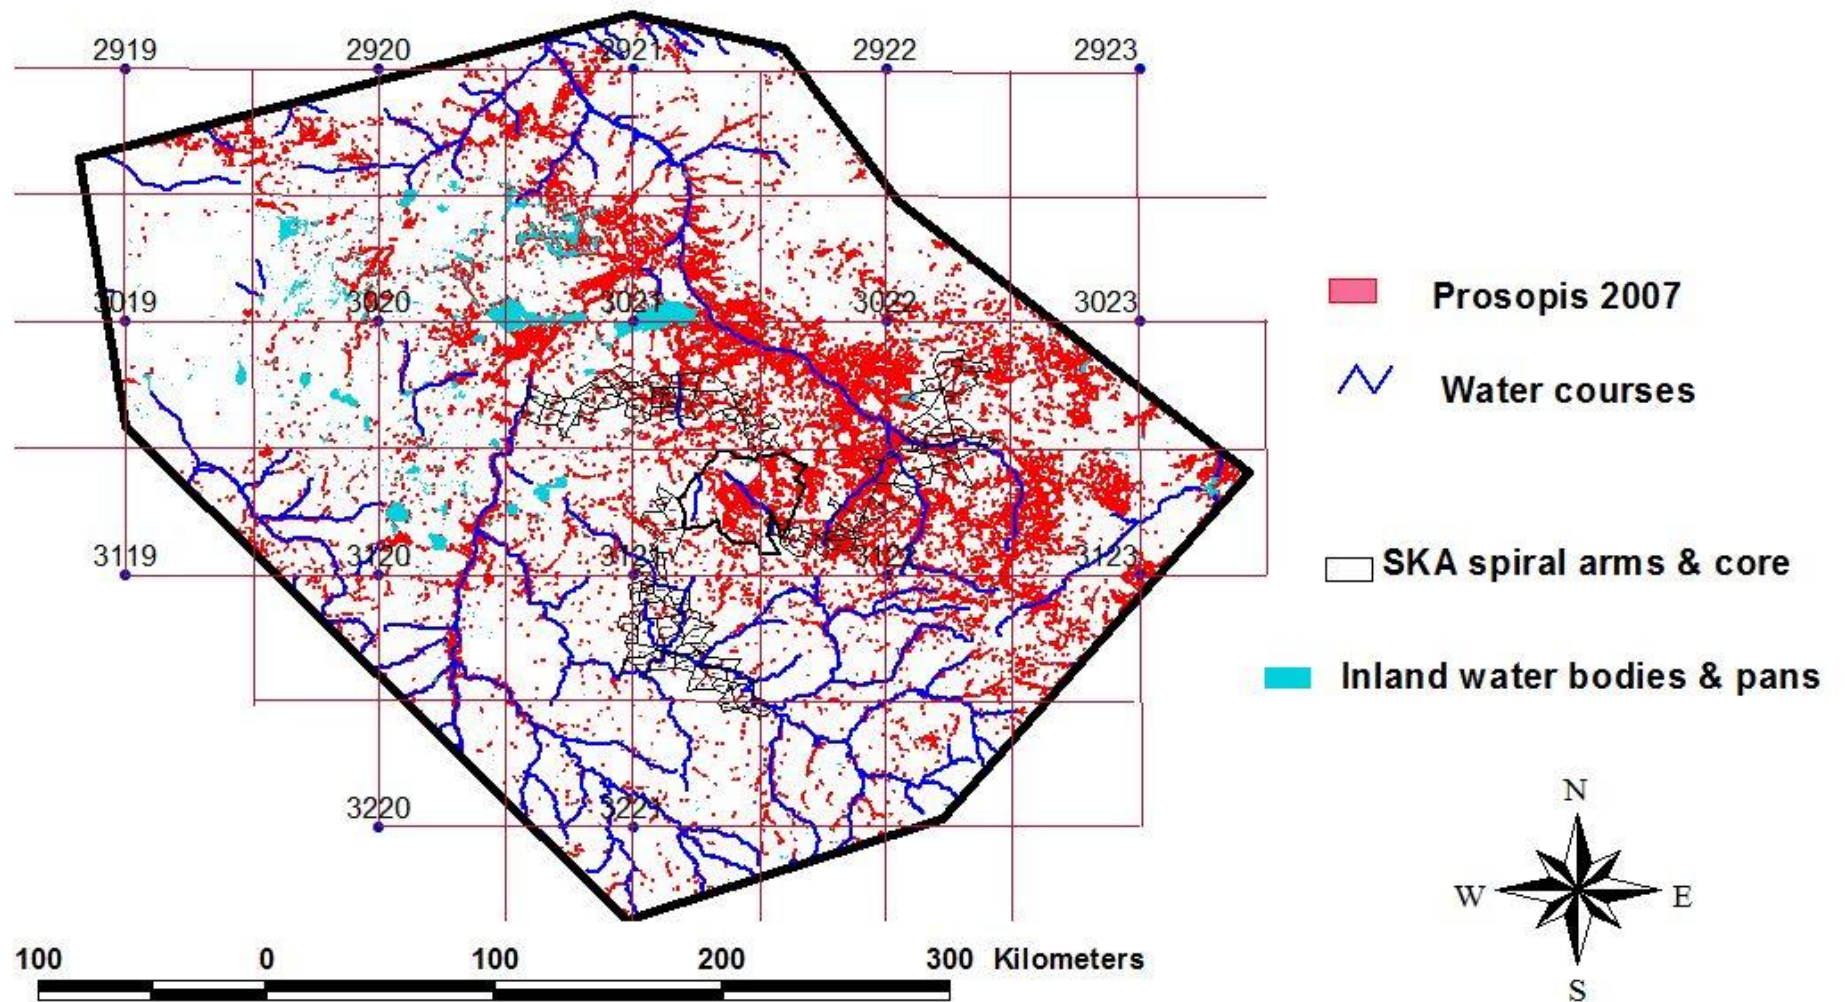 2919 2920 2921 2922 2923
3019 3020 3021 3022 3023
3119 3120 3121 3122 3123
3220 3221
Prosopis 2007
Water courses
SKA spiral arms & core
Inland water bodies & pans
N
W E
S
100 0 100 200 300 Kilometers